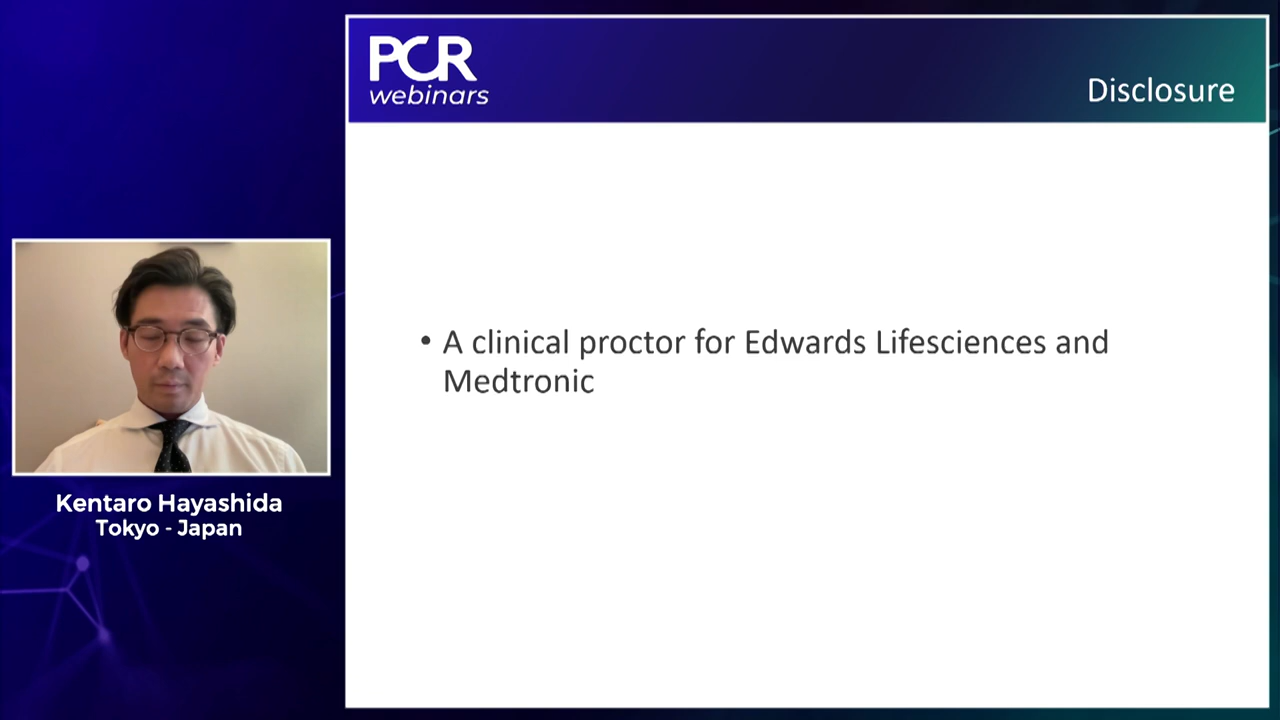 PCR
webinars
Disclosure
• A clinical proctor for Edwards Lifesciences and
Medtronic
Kentaro Hayashida
Tokyo - Japan